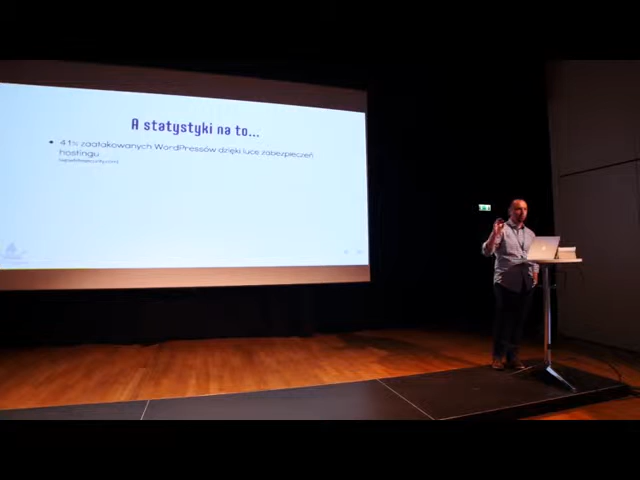 A statystyki na to...
• 41% zaatakowanych WordPressów dzięki luce zabezpieczeń
hostingu